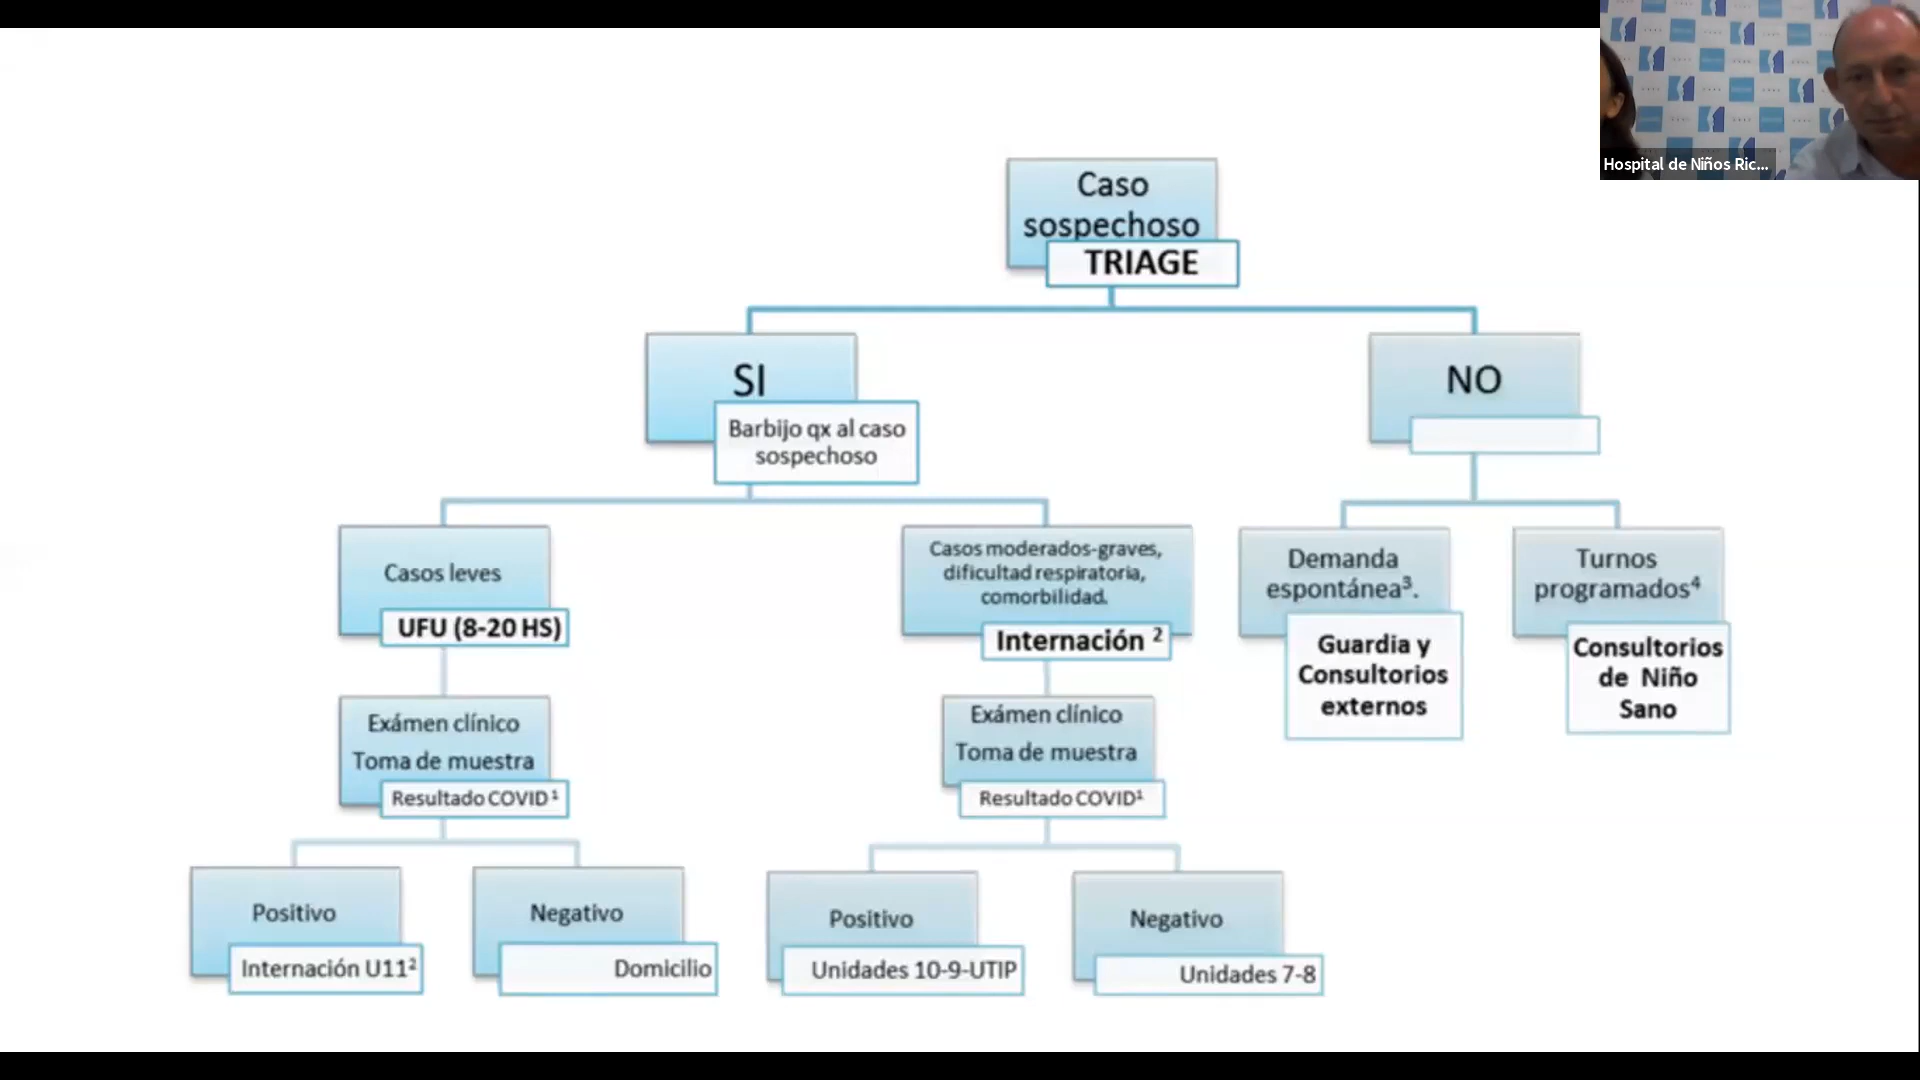 Hospital de Niños Ric...
Caso
sospechoso
TRIAGE
SI
Barbijo qx al caso
sospechoso
NO
Casos leves
UFU (8-20 HS)
Casos moderados-graves,
dificultad respiratoria,
comorbilidad.
Internación ²
Demanda
espontánea³.
Guardia y
Consultorios
externos
Turnos
programados⁴
Consultorios
de Niño
Sano
Exámen clínico
Toma de muestra
Resultado COVID ¹
Exámen clínico
Toma de muestra
Resultado COVID¹
Positivo
Internación U11²
Negativo
Domicilio
Positivo
Unidades 10-9-UTIP
Negativo
Unidades 7-8